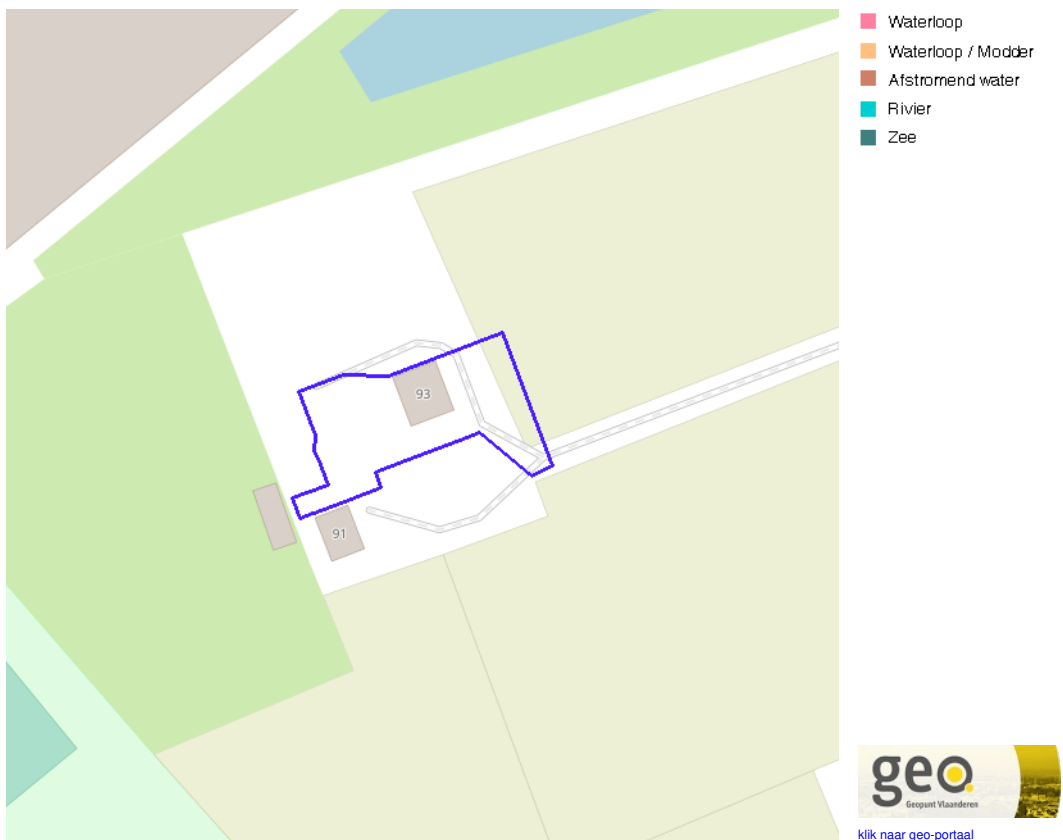 Waterloop
Waterloop / Modder
Afstromend water
Rivier
Zee
93
91
geo
Geopunt Vlaanderen
klik naar geo-portaal